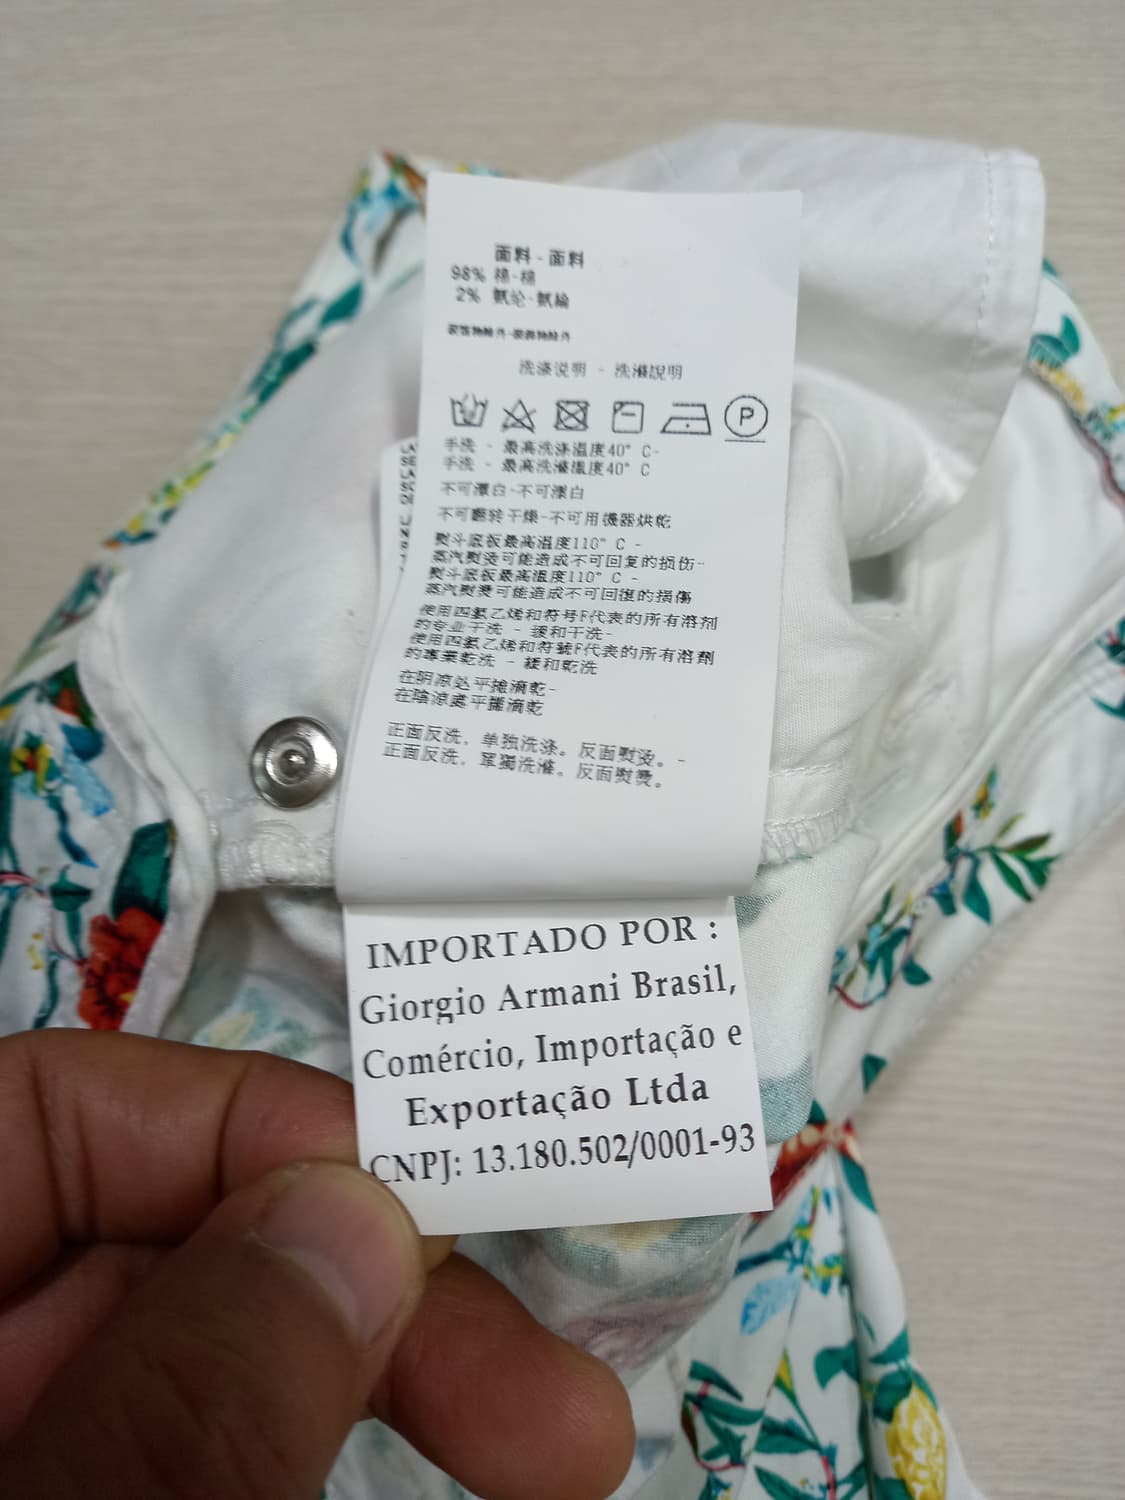 面料 - 面料
98% 棉-棉
2% 氨纶-氨綸
装饰物除外-裝飾物除外
洗涤说明 - 洗滌說明
P
手洗 - 最高洗涤温度40° C-
手洗 - 最高洗滌溫度40° C
不可漂白-不可漂白
不可翻转干燥-不可用機器烘乾
熨斗底板最高温度110° C -
蒸汽熨烫可能造成不可回复的损伤-
熨斗底板最高溫度110° C -
蒸汽熨燙可能造成不可回復的損傷
使用四氯乙烯和符号F代表的所有溶剂
的专业干洗 - 缓和干洗-
使用四氯乙烯和符號F代表的所有溶劑
的專業乾洗 - 緩和乾洗
在阴凉处平摊滴乾-
在陰涼處平攤滴乾
正面反洗. 单独洗涤。反面熨烫。-
正面反洗. 單獨洗滌。反面熨燙。
IMPORTADO POR :
Giorgio Armani Brasil,
Comércio, Importação e
Exportação Ltda
CNPJ: 13.180.502/0001-93